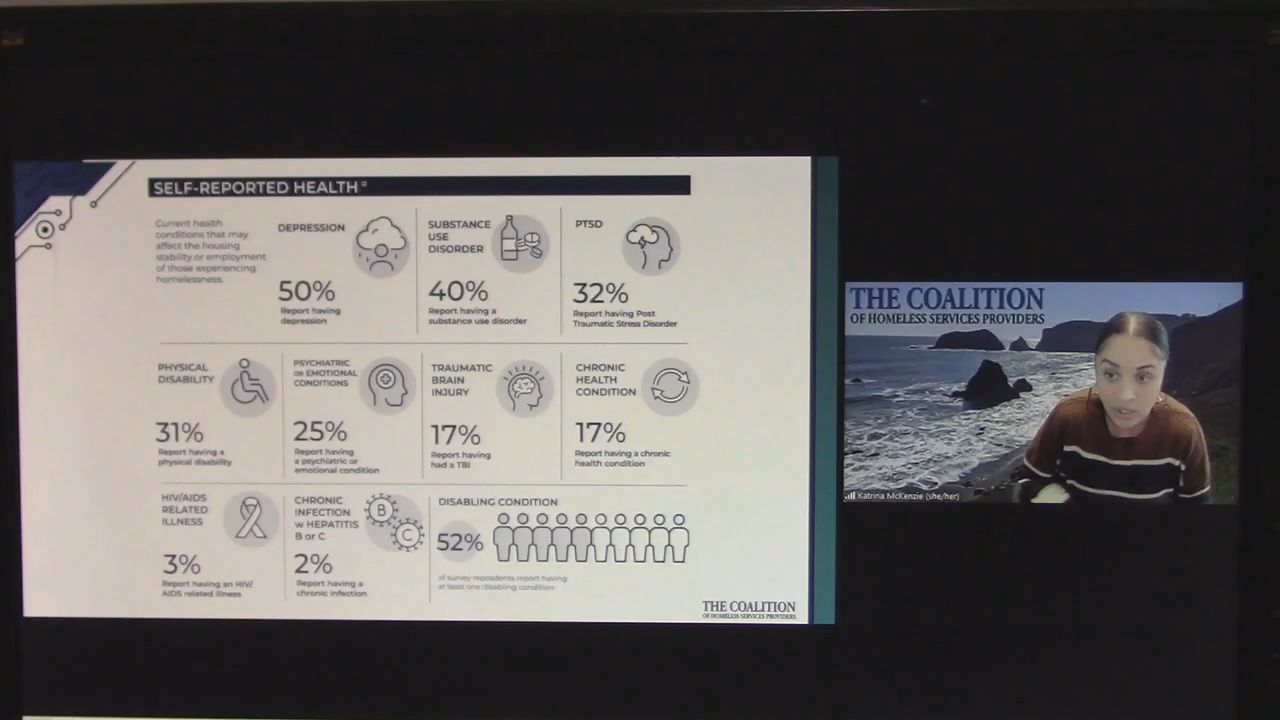 SELF-REPORTED HEALTH
Current health
conditions that may
affect the housing
stability or employment
of those experiencing
homelessness.
DEPRESSION
50%
Report having
depression
SUBSTANCE
USE
DISORDER
40%
Report having a
substance use disorder
PTSD
32%
Report having Post
Traumatic Stress Disorder
PHYSICAL
DISABILITY
31%
Report having a
physical disability
PSYCHIATRIC
OR EMOTIONAL
CONDITIONS
25%
Report having
a psychiatric or
emotional condition
TRAUMATIC
BRAIN
INJURY
17%
Report having
had a TBI
CHRONIC
HEALTH
CONDITION
17%
Report having a chronic
health condition
HIV/AIDS
RELATED
ILLNESS
3%
Report having an HIV/
AIDS related illness
CHRONIC
INFECTION
w HEPATITIS
B or C
B
C
2%
Report having a
chronic infection
DISABLING CONDITION
52%
of survey repsodents report having
at least one disabling condition
THE COALITION
OF HOMELESS SERVICES PROVIDERS
THE COALITION
OF HOMELESS SERVICES PROVIDERS
Katrina McKenzie (she/her)